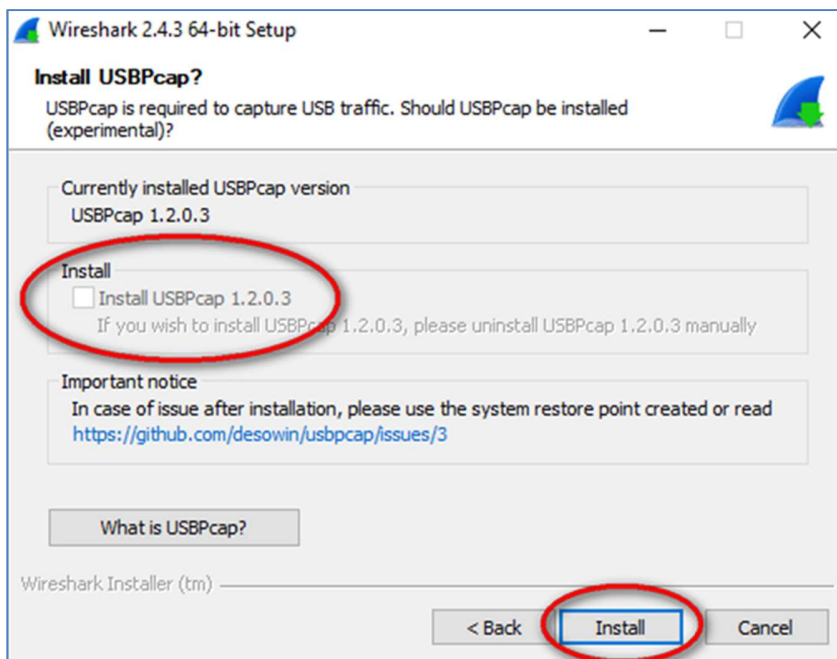 Wireshark 2.4.3 64-bit Setup
Install USBPcap?
USBPcap is required to capture USB traffic. Should USBPcap be installed
(experimental)?
Currently installed USBPcap version
USBPcap 1.2.0.3
Install
Install USBPcap 1.2.0.3
If you wish to install USBPcap 1.2.0.3, please uninstall USBPcap 1.2.0.3 manually
Important notice
In case of issue after installation, please use the system restore point created or read
https://github.com/desowin/usbpcap/issues/3
What is USBPcap?
Wireshark Installer (tm)
< Back Install Cancel